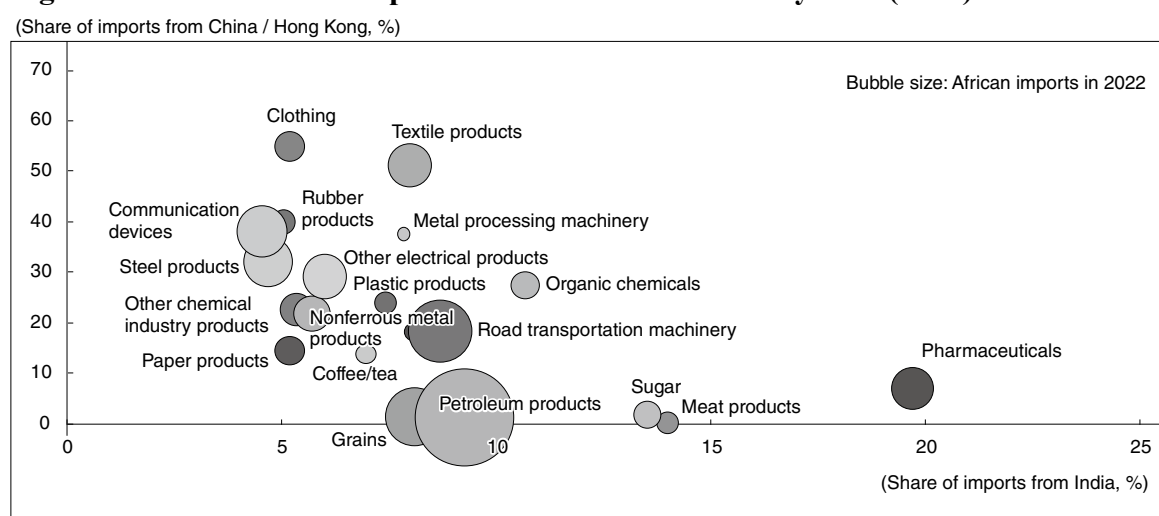 (Share of imports from China / Hong Kong, %)
70
Bubble size: African imports in 2022
60
Clothing
Textile products
50
Rubber
products
Communication
devices
40
Metal processing machinery
Other electrical products
Steel products
30
Plastic products
Organic chemicals
Other chemical
industry products
Nonferrous metal
products
20
Road transportation machinery
Paper products
Coffee/tea
10
Pharmaceuticals
Sugar
Petroleum products
Meat products
0
Grains
0 5 10 15 20 25
(Share of imports from India, %)